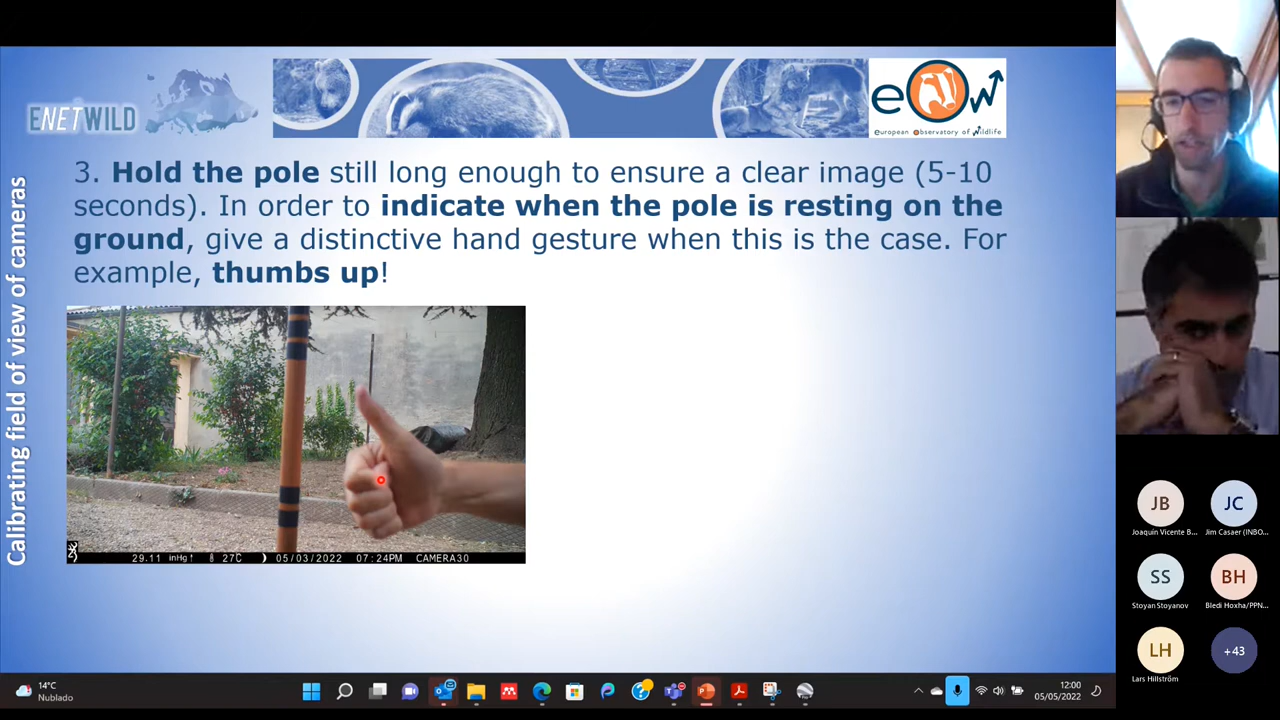 ENETWILD
eOw
european observatory of wildlife
Calibrating field of view of cameras
3. Hold the pole still long enough to ensure a clear image (5-10
seconds). In order to indicate when the pole is resting on the
ground, give a distinctive hand gesture when this is the case. For
example, thumbs up!
29.11 inHg↑ 27C 05/03/2022 07:24PM CAMERA30
JB
Joaquín Vicente B...
JC
Jim Casaer (INBO...
SS
Stoyan Stoyanov
BH
Bledi Hoxha/PPN...
LH
Lars Hillström
+43
14°C
Nublado
12:00
05/05/2022